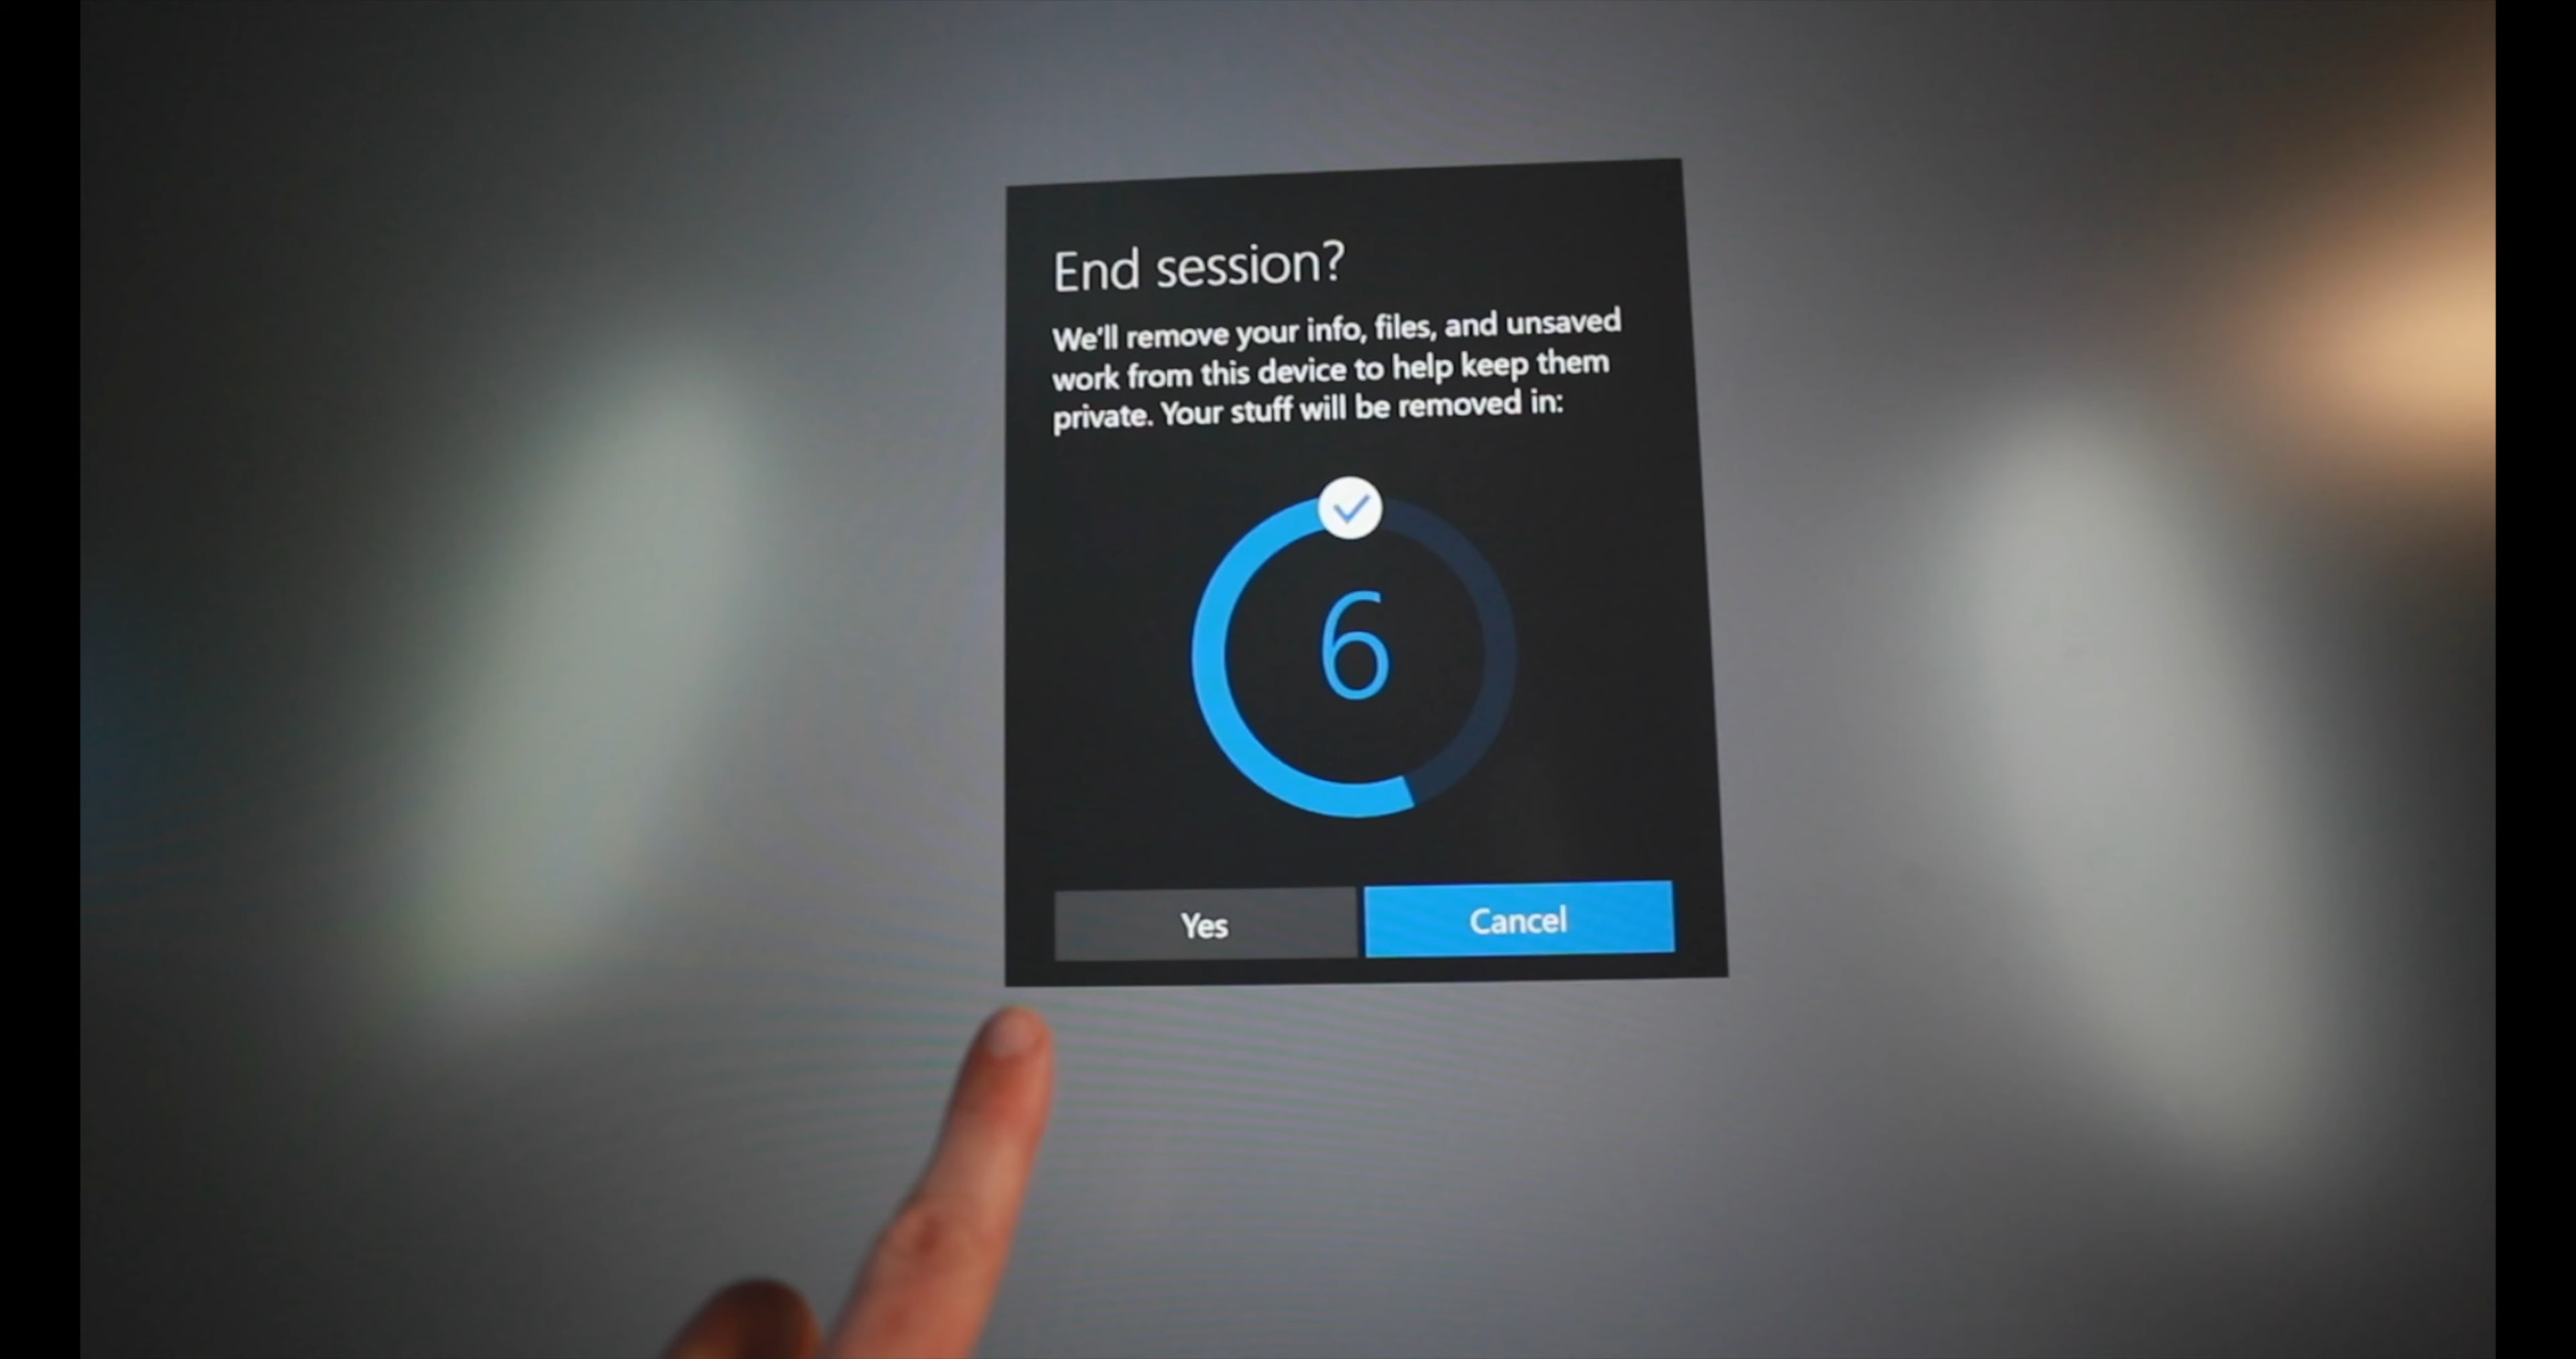 End session?
We'll remove your info, files, and unsaved
work from this device to help keep them
private. Your stuff will be removed in:
6
Yes
Cancel